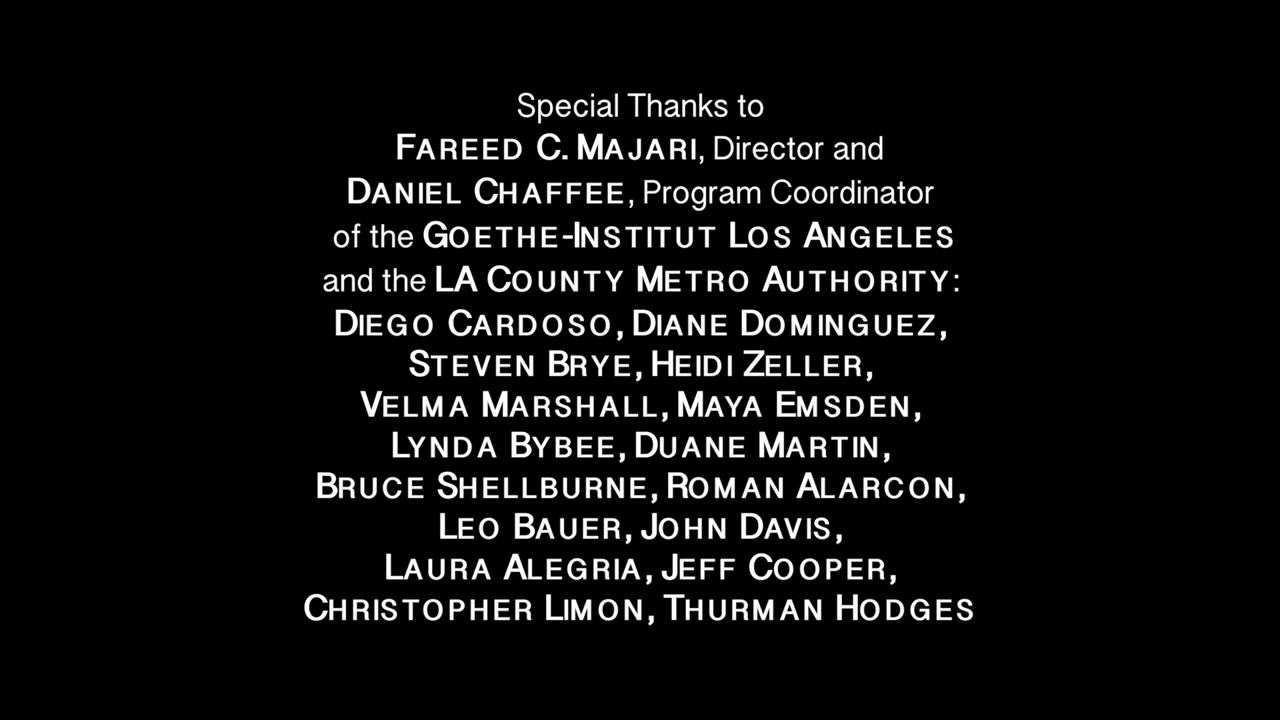 Special Thanks to
FAREED C. MAJARI, Director and
DANIEL CHAFFEE, Program Coordinator
of the GOETHE-INSTITUT LOS ANGELES
and the LA COUNTY METRO AUTHORITY:
DIEGO CARDOSO, DIANE DOMINGUEZ,
STEVEN BRYE, HEIDI ZELLER,
VELMA MARSHALL, MAYA EMSDEN,
LYNDA BYBEE, DUANE MARTIN,
BRUCE SHELLBURNE, ROMAN ALARCON,
LEO BAUER, JOHN DAVIS,
LAURA ALEGRIA, JEFF COOPER,
CHRISTOPHER LIMON, THURMAN HODGES